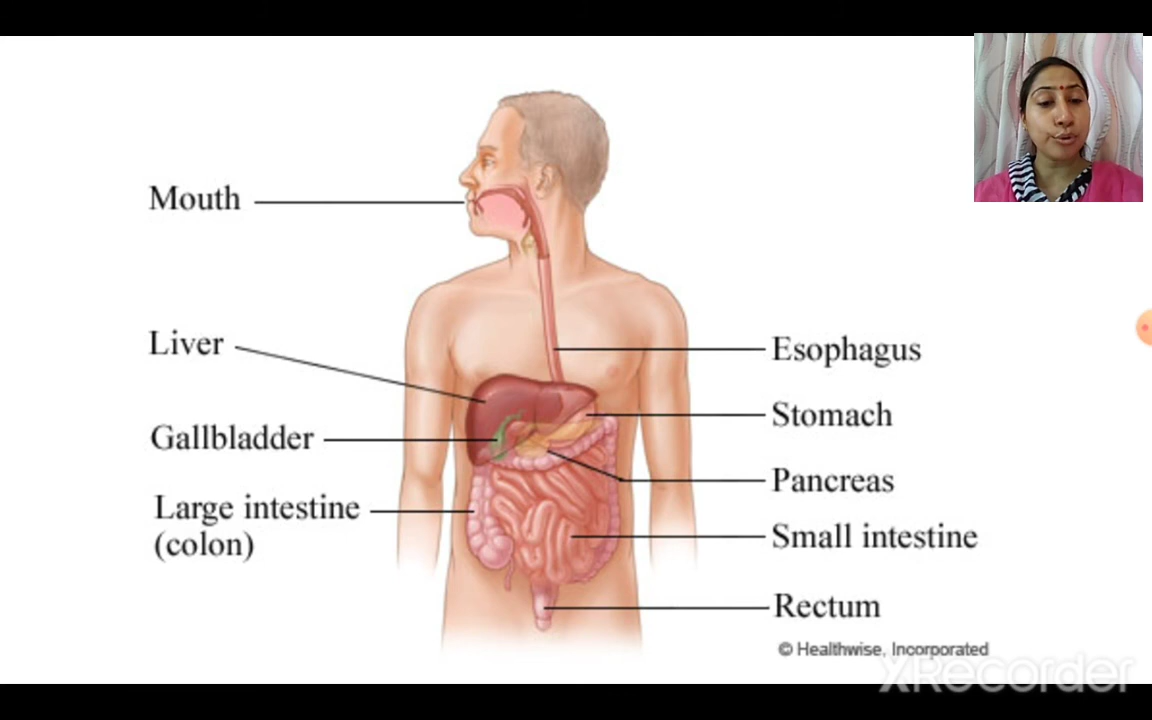 Mouth
Liver
Gallbladder
Large intestine
(colon)
Esophagus
Stomach
Pancreas
Small intestine
Rectum
© Healthwise, Incorporated
XRecorder